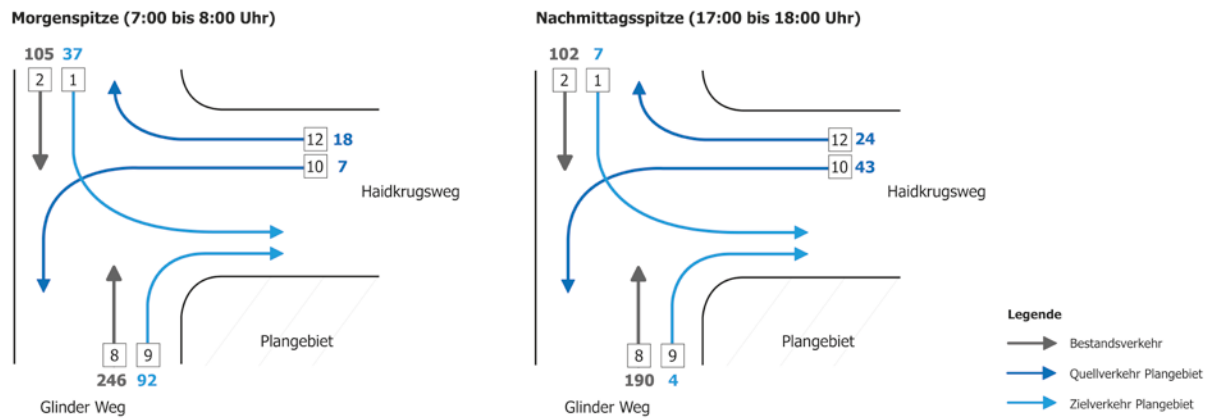 Morgenspitze (7:00 bis 8:00 Uhr)
105 37
2 1
12 18
10 7
Haidkrugsweg
Plangebiet
8 9
246 92
Glinder Weg
Nachmittagsspitze (17:00 bis 18:00 Uhr)
102 7
2 1
12 24
10 43
Haidkrugsweg
Plangebiet
8 9
190 4
Glinder Weg
Legende
Bestandsverkehr
Quellverkehr Plangebiet
Zielverkehr Plangebiet